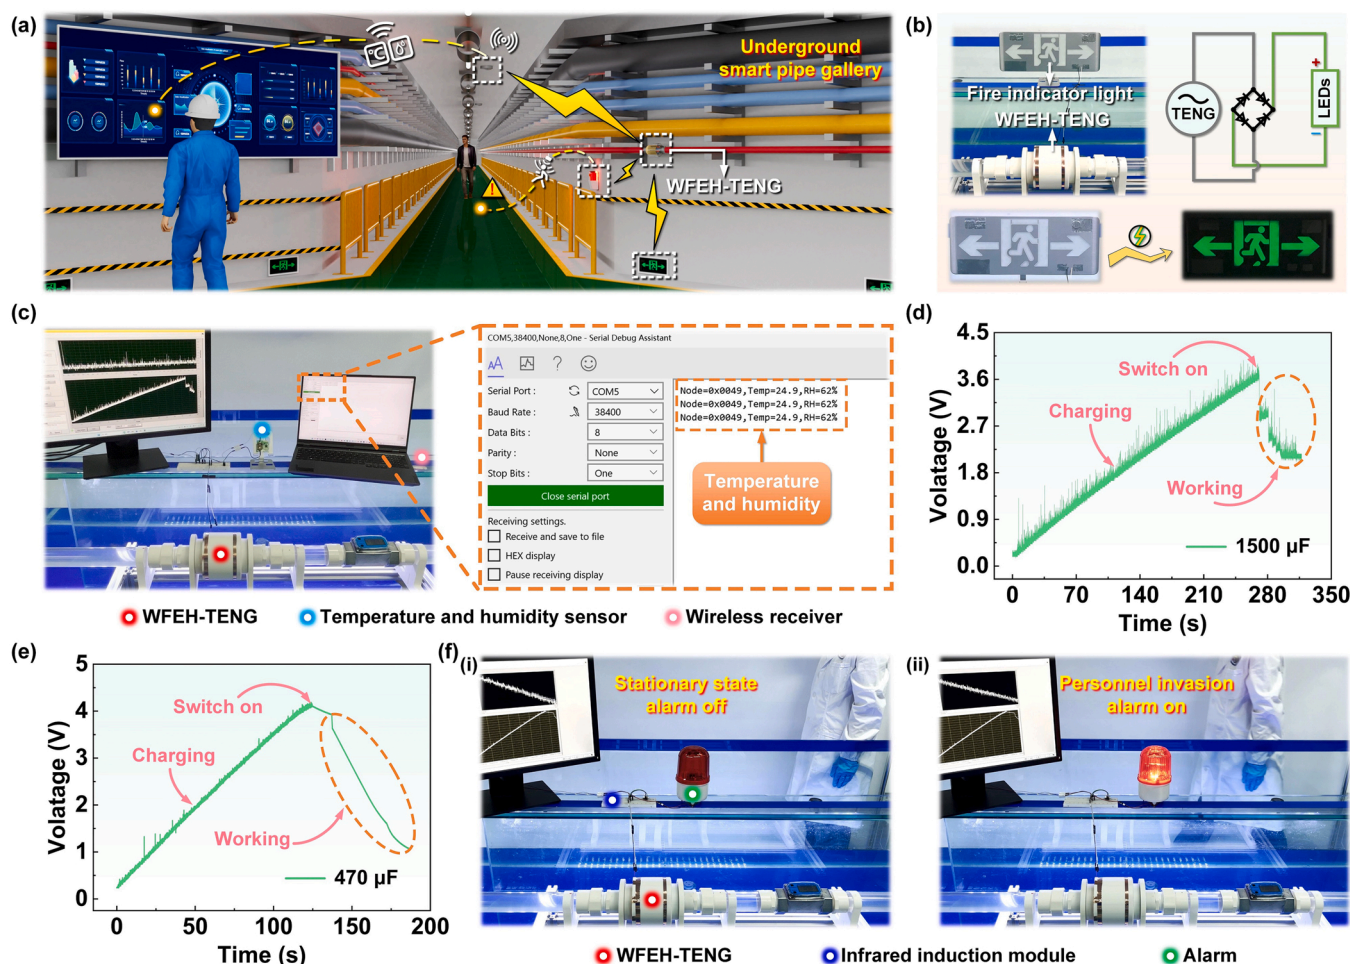 (a)
°C
Underground
smart pipe gallery
WFEH-TENG
(b)
Fire indicator light
WFEH-TENG
TENG
+
LEDs
−
(c)
COM5,38400,None,8,One - Serial Debug Assistant
AA
?
Serial Port :
COM5
Baud Rate :
38400
Data Bits :
8
Parity :
None
Stop Bits :
One
Close serial port
Receiving settings.
Receive and save to file
HEX display
Pause receiving display
Node=0x0049,Temp=24.9,RH=62%
Node=0x0049,Temp=24.9,RH=62%
Node=0x0049,Temp=24.9,RH=62%
Temperature
and humidity
WFEH-TENG
Temperature and humidity sensor
Wireless receiver
(d)
Volatage (V)
4.5
3.6
2.7
1.8
0.9
0.0
Switch on
Charging
Working
1500 μF
0
70
140
210
280
350
Time (s)
(e)
Volatage (V)
5
4
3
2
1
0
Switch on
Charging
Working
470 μF
0
50
100
150
200
Time (s)
(f)
(i)
Stationary state
alarm off
(ii)
Personnel invasion
alarm on
WFEH-TENG
Infrared induction module
Alarm